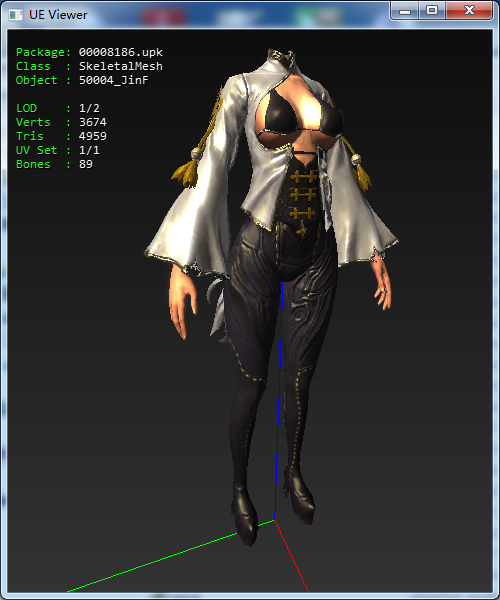 UE Viewer
Package: 00008186.upk
Class : SkeletalMesh
Object : 50004_JinF
LOD : 1/2
Verts : 3674
Tris : 4959
UV Set : 1/1
Bones : 89